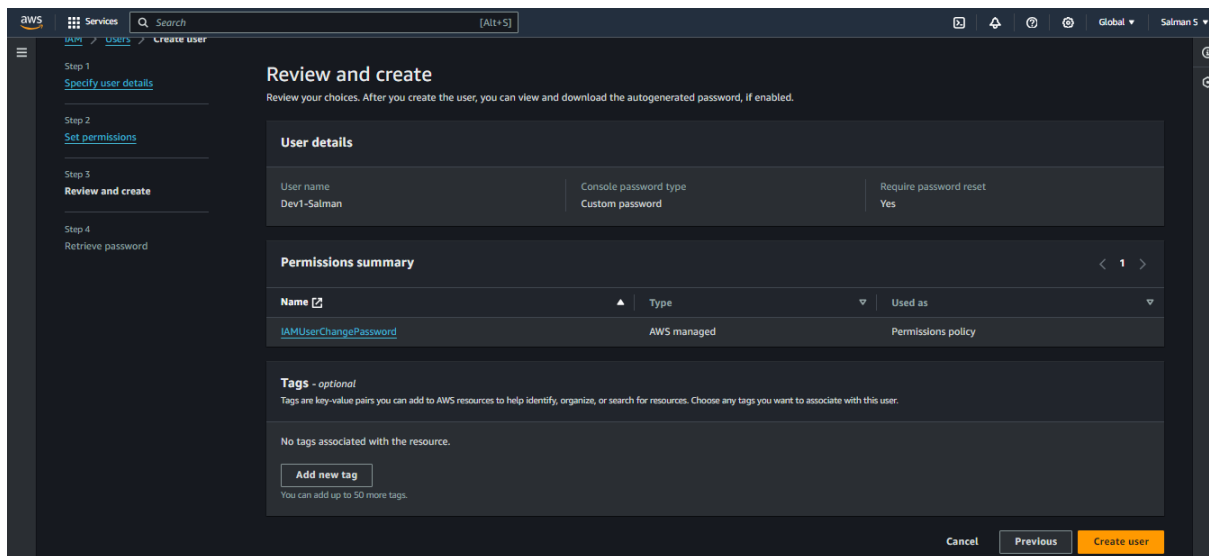 aws
Services
Search
[Alt+S]
Global
Salman S
IAM > Users > Create user
Step 1
Specify user details
Step 2
Set permissions
Step 3
Review and create
Step 4
Retrieve password
Review and create
Review your choices. After you create the user, you can view and download the autogenerated password, if enabled.
User details
User name
Console password type
Require password reset
Dev1-Salman
Custom password
Yes
Permissions summary
< 1 >
Name
Type
Used as
IAMUserChangePassword
AWS managed
Permissions policy
Tags - optional
Tags are key-value pairs you can add to AWS resources to help identify, organize, or search for resources. Choose any tags you want to associate with this user.
No tags associated with the resource.
Add new tag
You can add up to 50 more tags.
Cancel
Previous
Create user